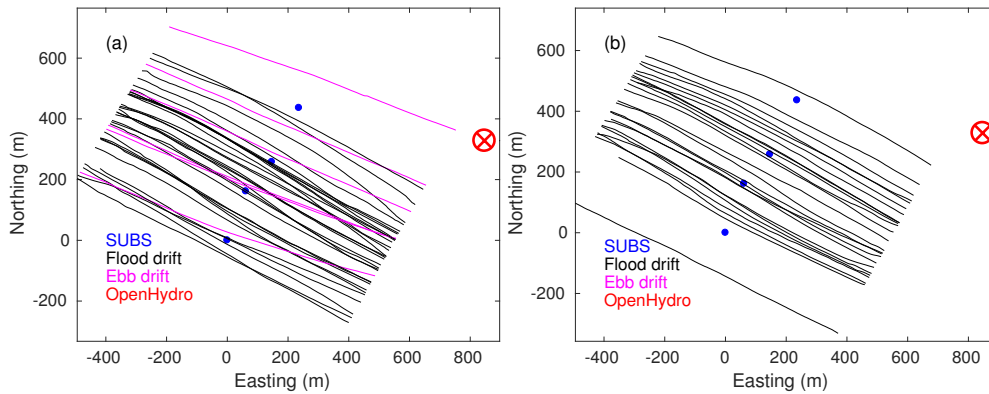 (a)
600
400
200
0
-200
Northing (m)
SUBS
Flood drift
Ebb drift
OpenHydro
-400 -200 0 200 400 600 800
Easting (m)
(b)
600
400
200
0
-200
Northing (m)
SUBS
Flood drift
Ebb drift
OpenHydro
-400 -200 0 200 400 600 800
Easting (m)